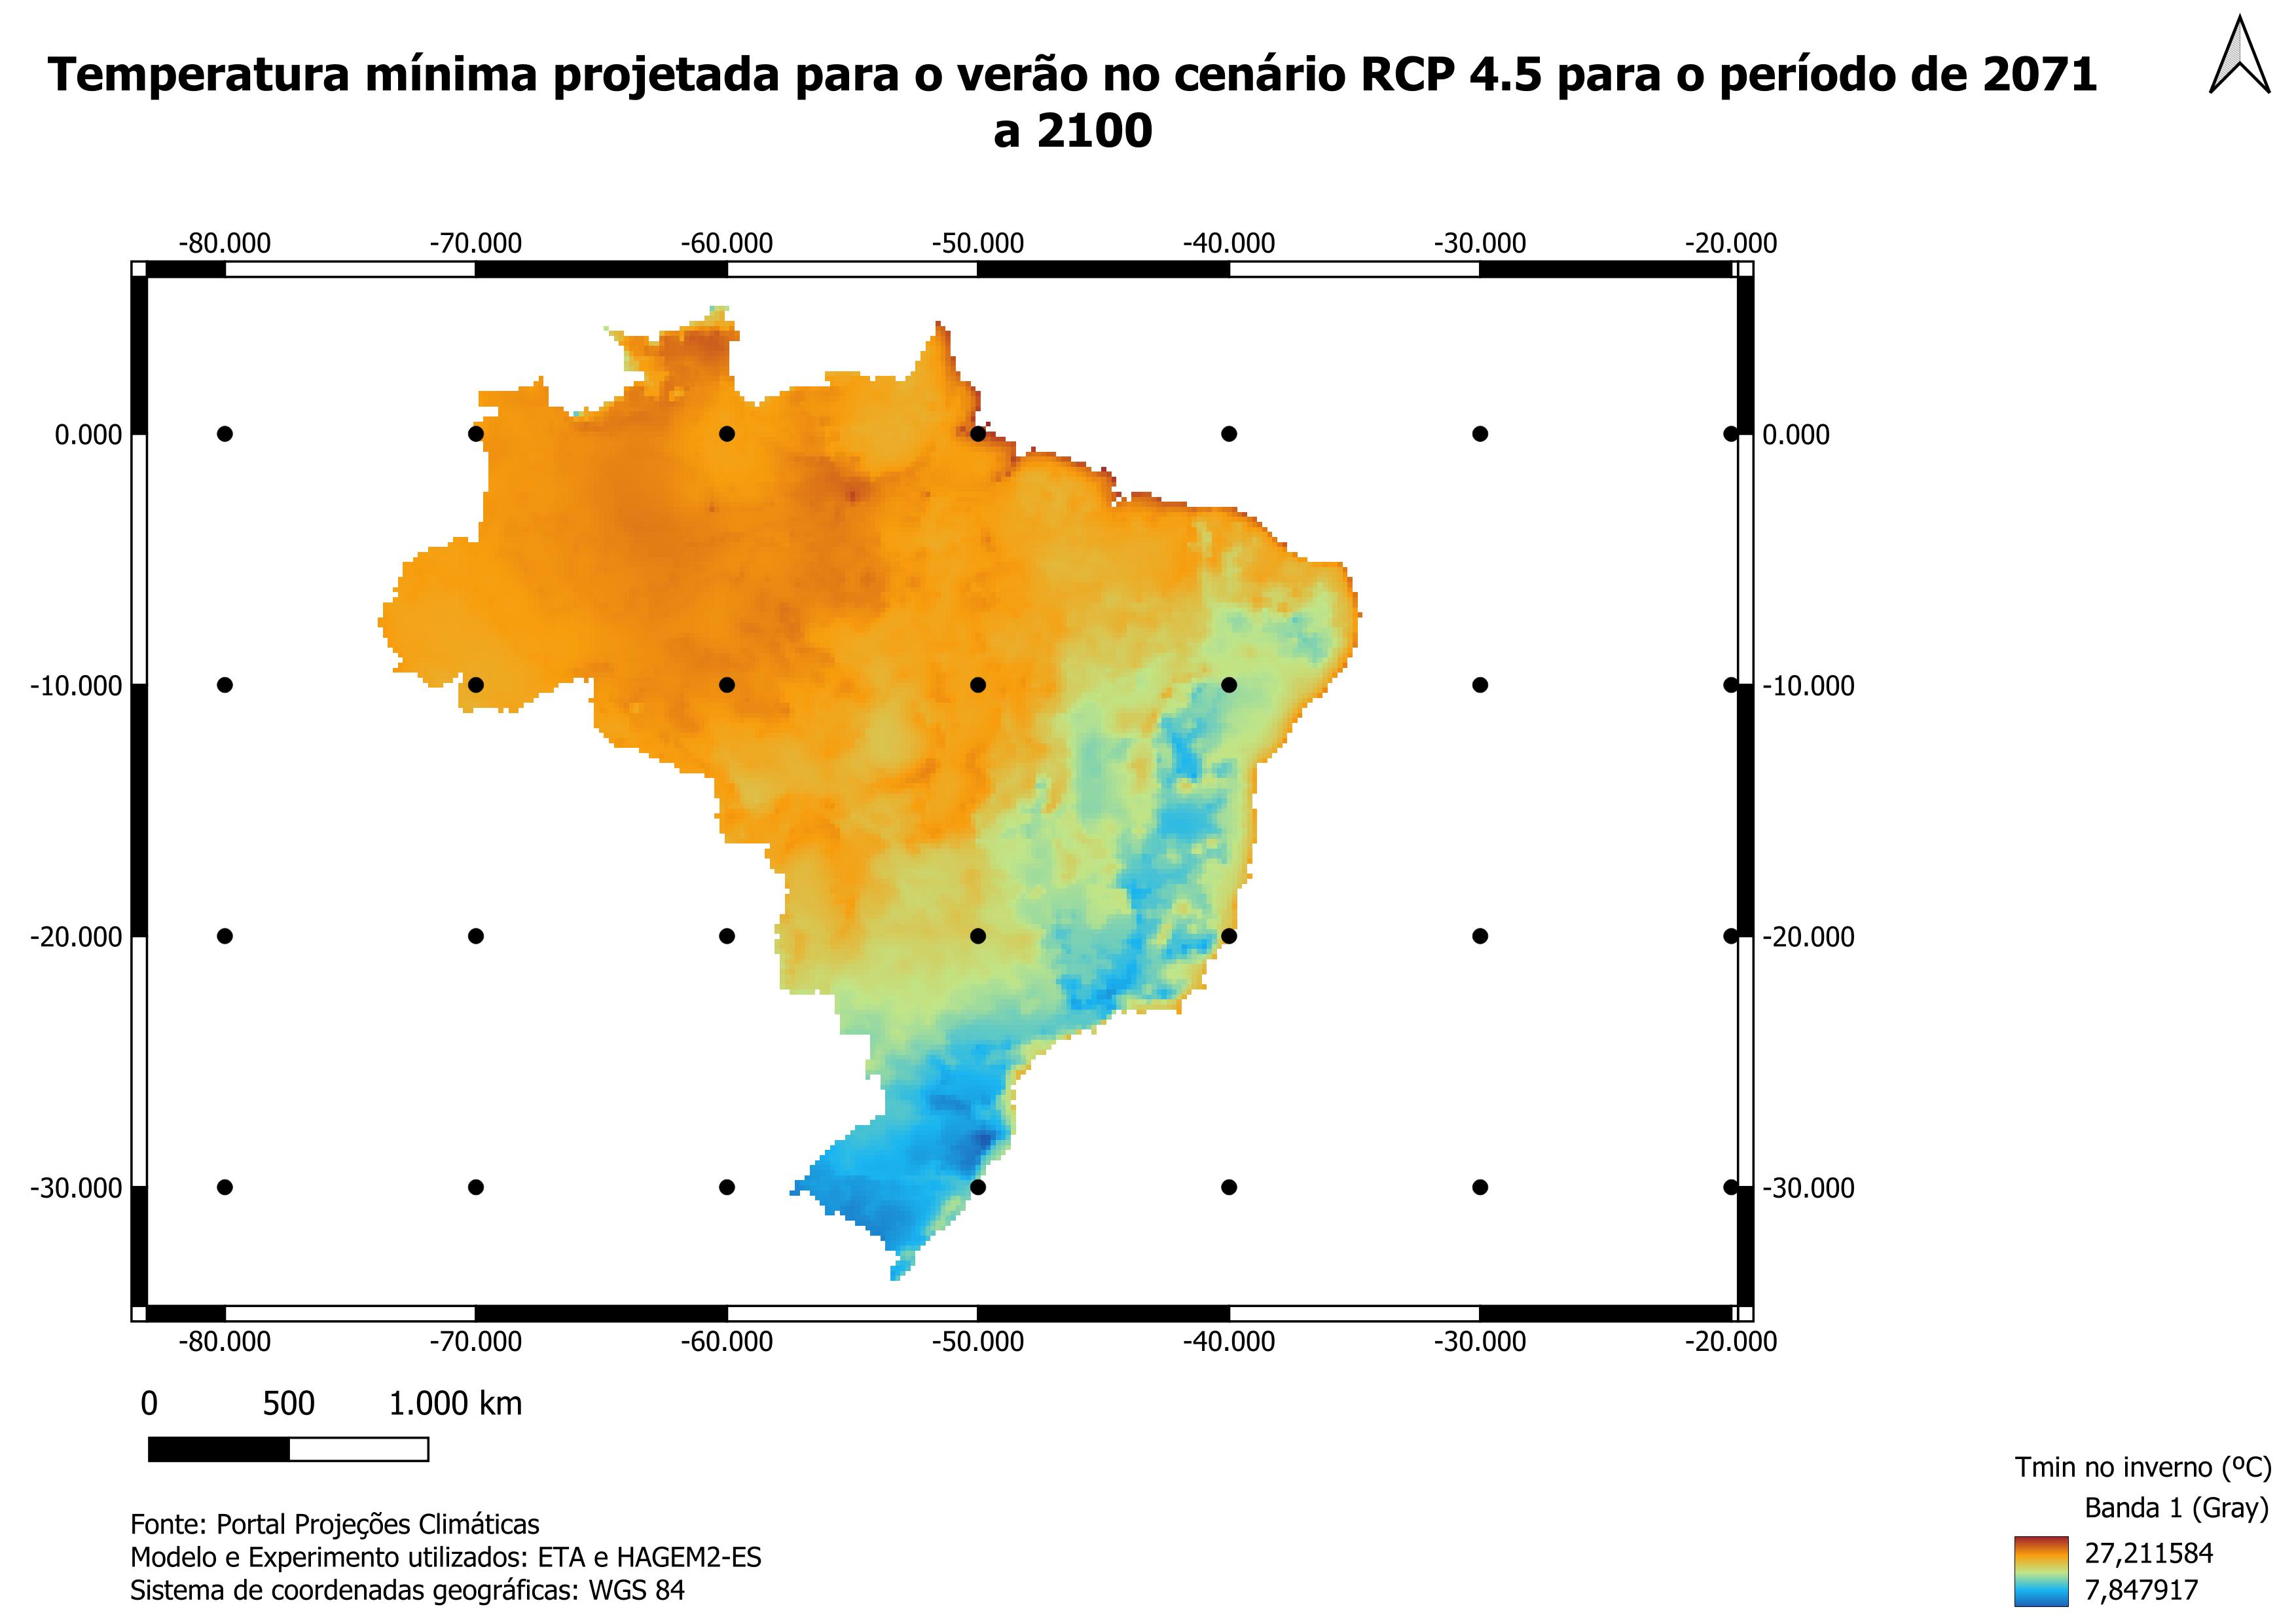 Temperatura mínima projetada para o verão no cenário RCP 4.5 para o período de 2071
a 2100
-80.000 -70.000 -60.000 -50.000 -40.000 -30.000 -20.000
0.000 0.000
-10.000 -10.000
-20.000 -20.000
-30.000 -30.000
-80.000 -70.000 -60.000 -50.000 -40.000 -30.000 -20.000
0 500 1.000 km
Tmin no inverno (ºC)
Banda 1 (Gray)
27,211584
7,847917
Fonte: Portal Projeções Climáticas
Modelo e Experimento utilizados: ETA e HAGEM2-ES
Sistema de coordenadas geográficas: WGS 84